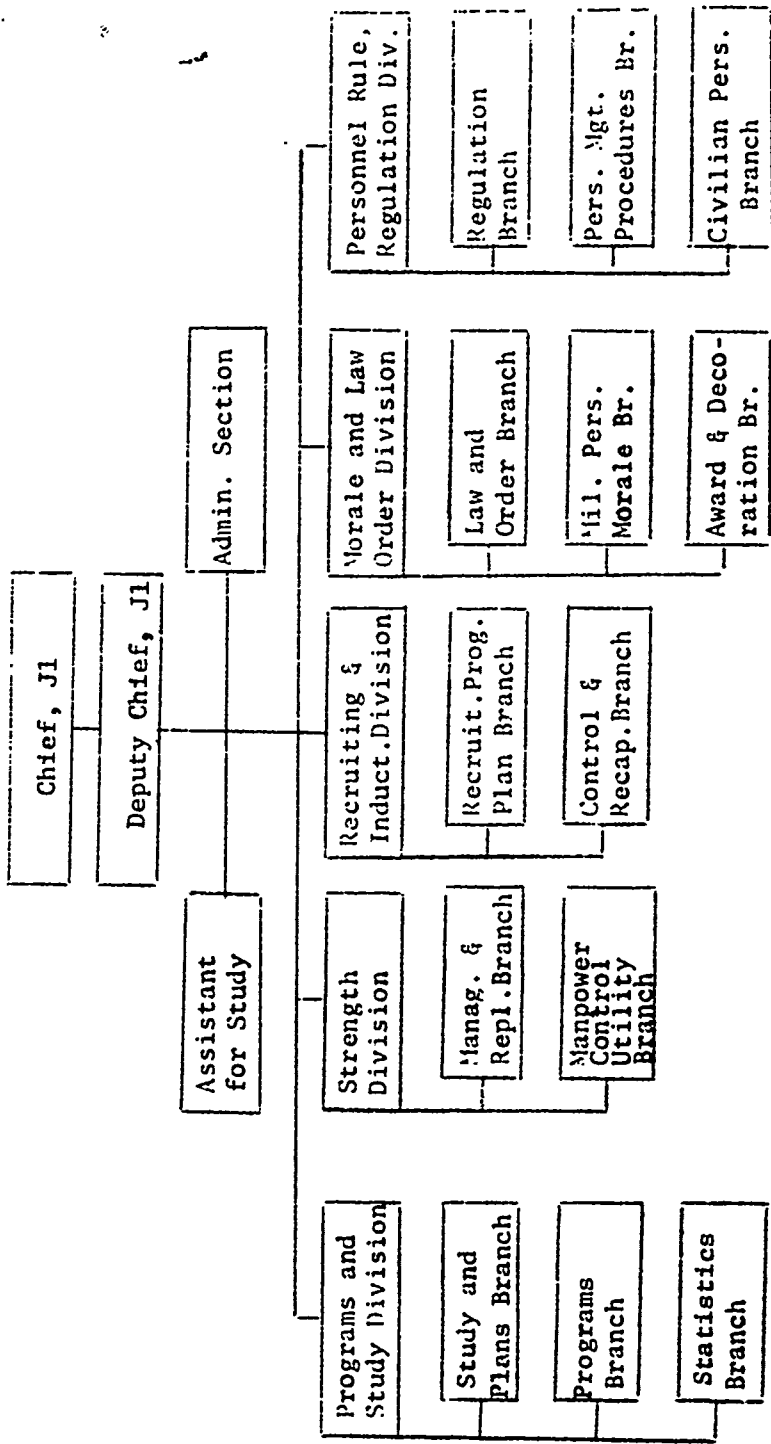 Chief, J1
Deputy Chief, J1
Assistant
for Study
Admin. Section
Programs and
Study Division
Study and
Plans Branch
Programs
Branch
Statistics
Branch
Strength
Division
Manag. &
Repl.Branch
Manpower
Control
Utility
Branch
Recruiting &
Induct.Division
Recruit.Prog.
Plan Branch
Control &
Recap.Branch
Morale and Law
Order Division
Law and
Order Branch
Mil. Pers.
Morale Br.
Award & Deco-
ration Br.
Personnel Rule,
Regulation Div.
Regulation
Branch
Pers. Mgt.
Procedures Br.
Civilian Pers.
Branch